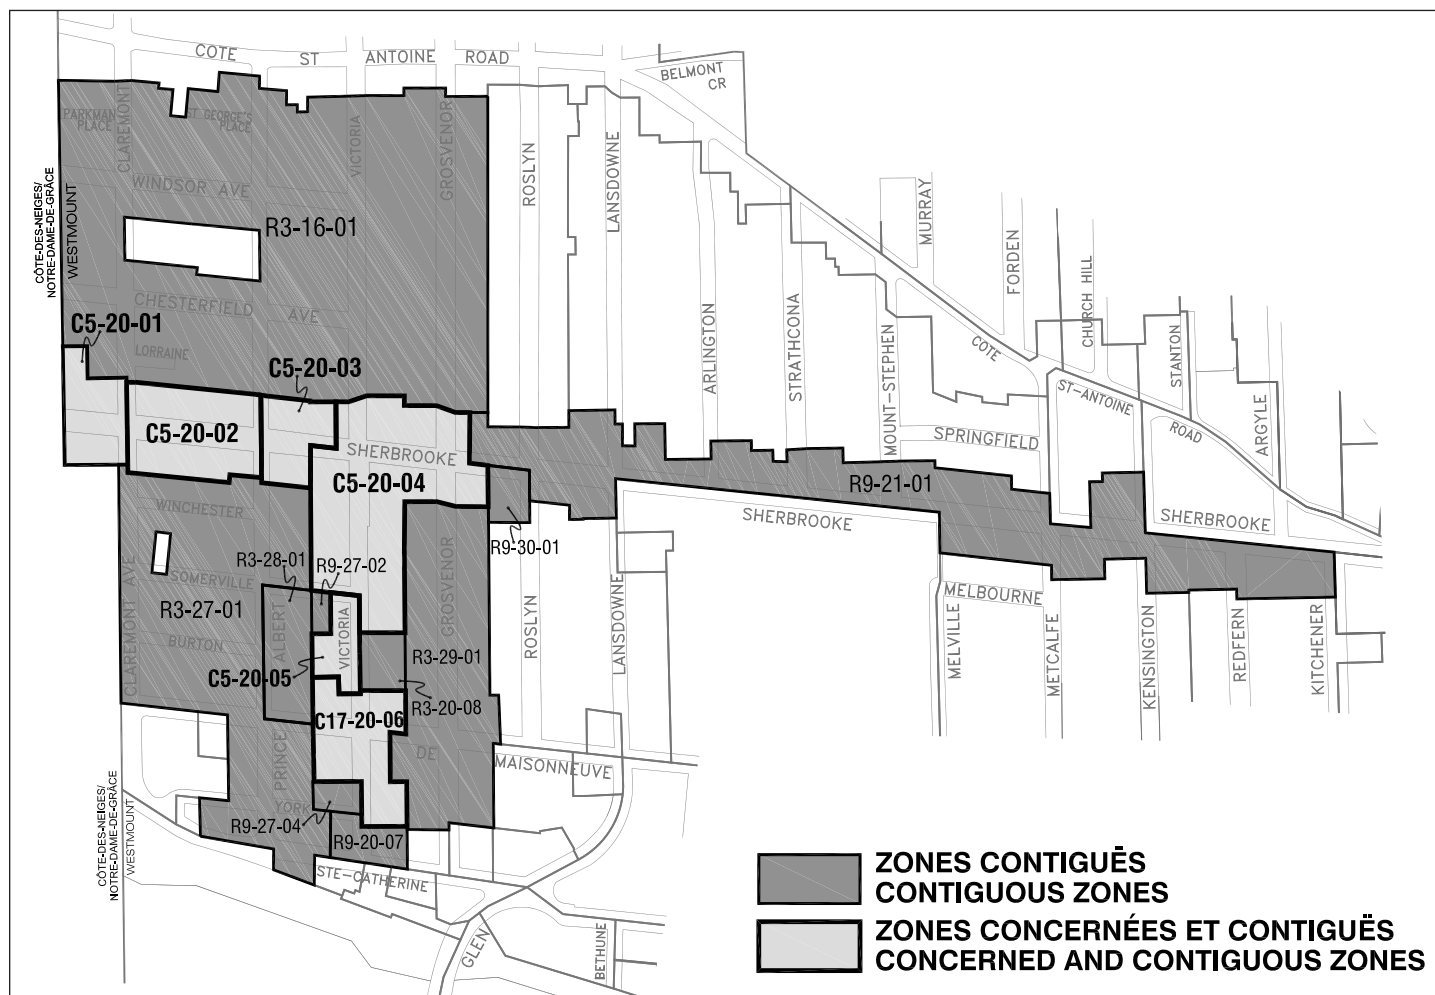 COTE ST ANTOINE ROAD
BELMONT
CR
PARKMAN
PLACE
CLAREMONT
ST GEORGE'S
PLACE
VICTORIA
GROSVENOR
ROSLYN
LANSDOWNE
CÔTE-DES-NEIGES/
NOTRE-DAME-DE-GRÂCE
WESTMOUNT
WINDSOR AVE
R3-16-01
MURRAY
FORDEN
CHURCH HILL
CHESTERFIELD AVE
C5-20-01
LORRAINE
C5-20-03
ARLINGTON
STRATHCONA
MOUNT-STEPHEN
COTE
ST-ANTOINE
ROAD
STANTON
ARGYLE
C5-20-02
SHERBROOKE
SPRINGFIELD
C5-20-04
R9-21-01
WINCHESTER
SHERBROOKE
SHERBROOKE
R9-30-01
R3-28-01
R9-27-02
SOMERVILLE
CLAREMONT AVE
R3-27-01
ALBERT
VICTORIA
GROSVENOR
ROSLYN
LANSDOWNE
MELBOURNE
MELVILLE
METCALFE
KENSINGTON
REDFERN
KITCHENER
BURTON
R3-29-01
C5-20-05
R3-20-08
C17-20-06
PRINCE
DE
MAISONNEUVE
CÔTE-DES-NEIGES/
NOTRE-DAME-DE-GRÂCE
WESTMOUNT
YORK
R9-27-04
R9-20-07
STE-CATHERINE
GLEN
BETHUNE
ZONES CONTIGUËS
CONTIGUOUS ZONES
ZONES CONCERNÉES ET CONTIGUËS
CONCERNED AND CONTIGUOUS ZONES